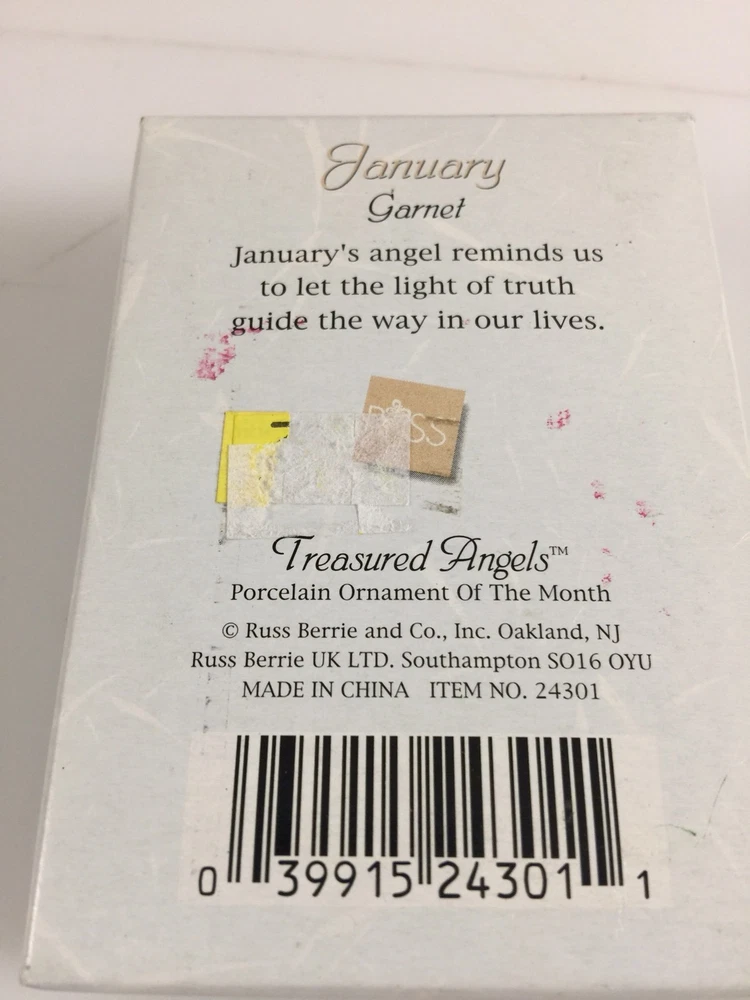 January
Garnet
January's angel reminds us
to let the light of truth
guide the way in our lives.
RUSS
Treasured Angels™
Porcelain Ornament Of The Month
© Russ Berrie and Co., Inc. Oakland, NJ
Russ Berrie UK LTD. Southampton SO16 OYU
MADE IN CHINA ITEM NO. 24301
0 39915 24301 1